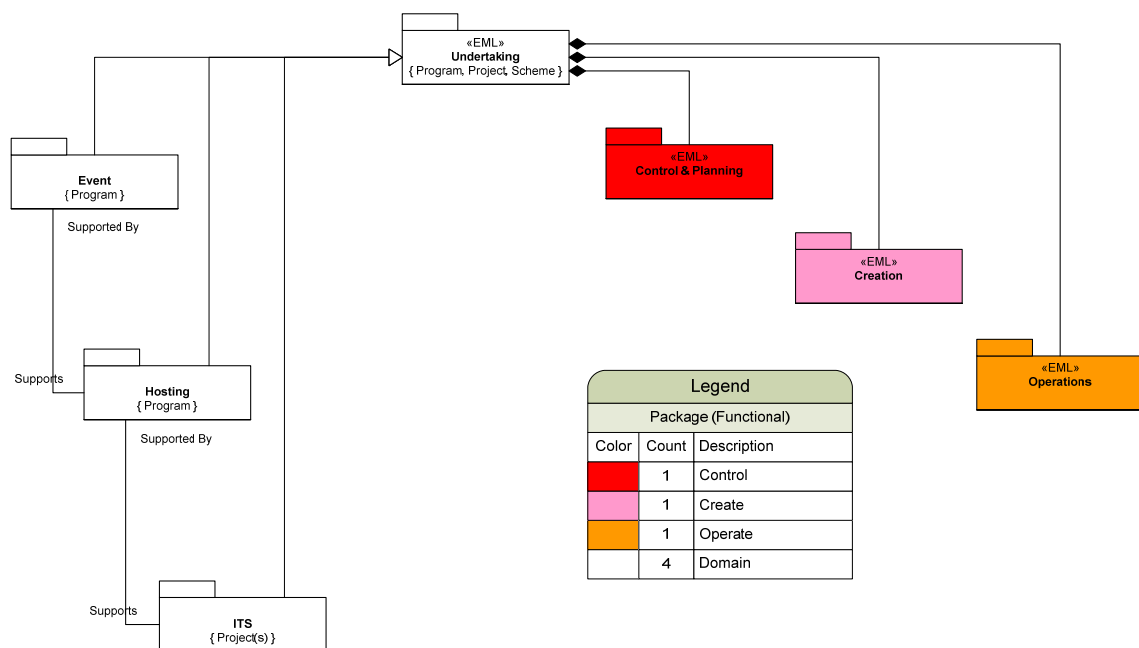 «EML»
Undertaking
{ Program, Project, Scheme }
«EML»
Control & Planning
Event
{ Program }
Supported By
«EML»
Creation
«EML»
Operations
Supports
Hosting
{ Program }
Supported By
Legend
Package (Functional)
Color Count Description
1 Control
1 Create
1 Operate
4 Domain
Supports
ITS
{ Project(s) }